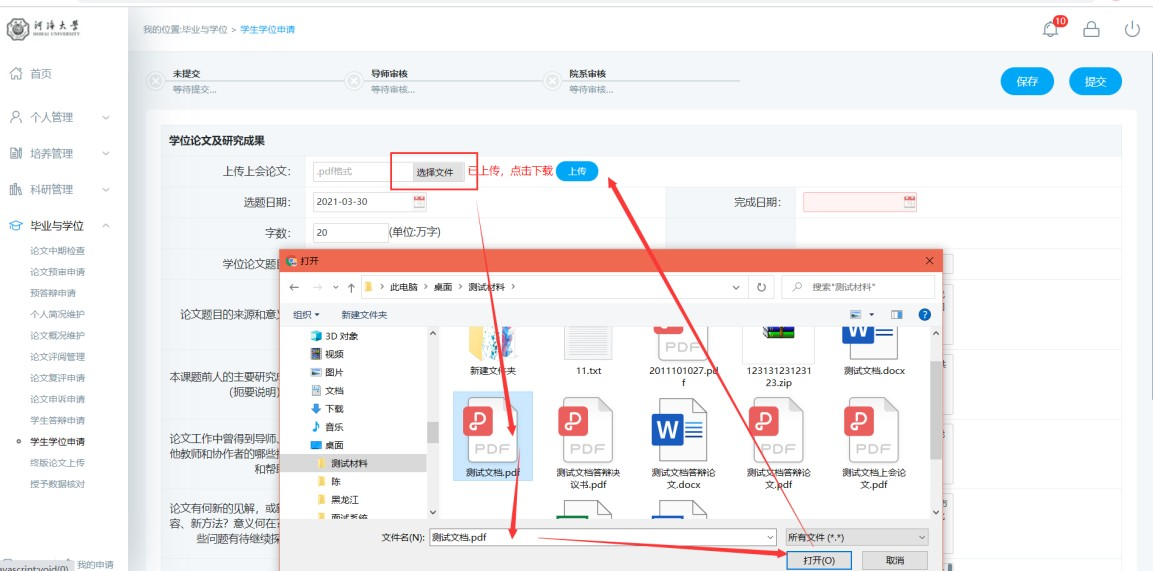 河海大学
HOHAI UNIVERSITY
我的位置:毕业与学位 > 学生学位申请
10
首页
个人管理
培养管理
科研管理
毕业与学位
论文中期检查
论文预审申请
预答辩申请
个人简况维护
论文概况维护
论文评阅管理
论文复评申请
论文申诉申请
学生答辩申请
学生学位申请
终版论文上传
授予数据核对
我的申请
javascript:void(0)
未提交
等待提交...
导师审核
等待审核...
院系审核
等待审核...
保存
提交
学位论文及研究成果
上传上会论文:
.pdf格式
选择文件
已上传，点击下载
上传
选题日期:
2021-03-30
完成日期:
字数:
20
(单位:万字)
学位论文题
论文题目的来源和意
本课题前人的主要研究
(扼要说明)
论文工作中曾得到导师、
他教师和协作者的哪些
和帮
论文有何新的见解，或
容、新方法？意义何在?
些问题有待继续探
打开
此电脑 > 桌面 > 测试材料 >
搜索"测试材料"
组织
新建文件夹
3D 对象
视频
图片
文档
下载
音乐
桌面
测试材料
陈
黑龙江
面试系统
新建文件夹
11.txt
PDF
2011101027.pd
f
123131231231
23.zip
W
测试文档.docx
PDF
测试文档.pdf
PDF
测试文档答辩决
议书.pdf
W
测试文档答辩论
文.docx
PDF
测试文档答辩论
文.pdf
PDF
测试文档上会论
文.pdf
文件名(N):
测试文档.pdf
所有文件 (*.*)
打开(O)
取消